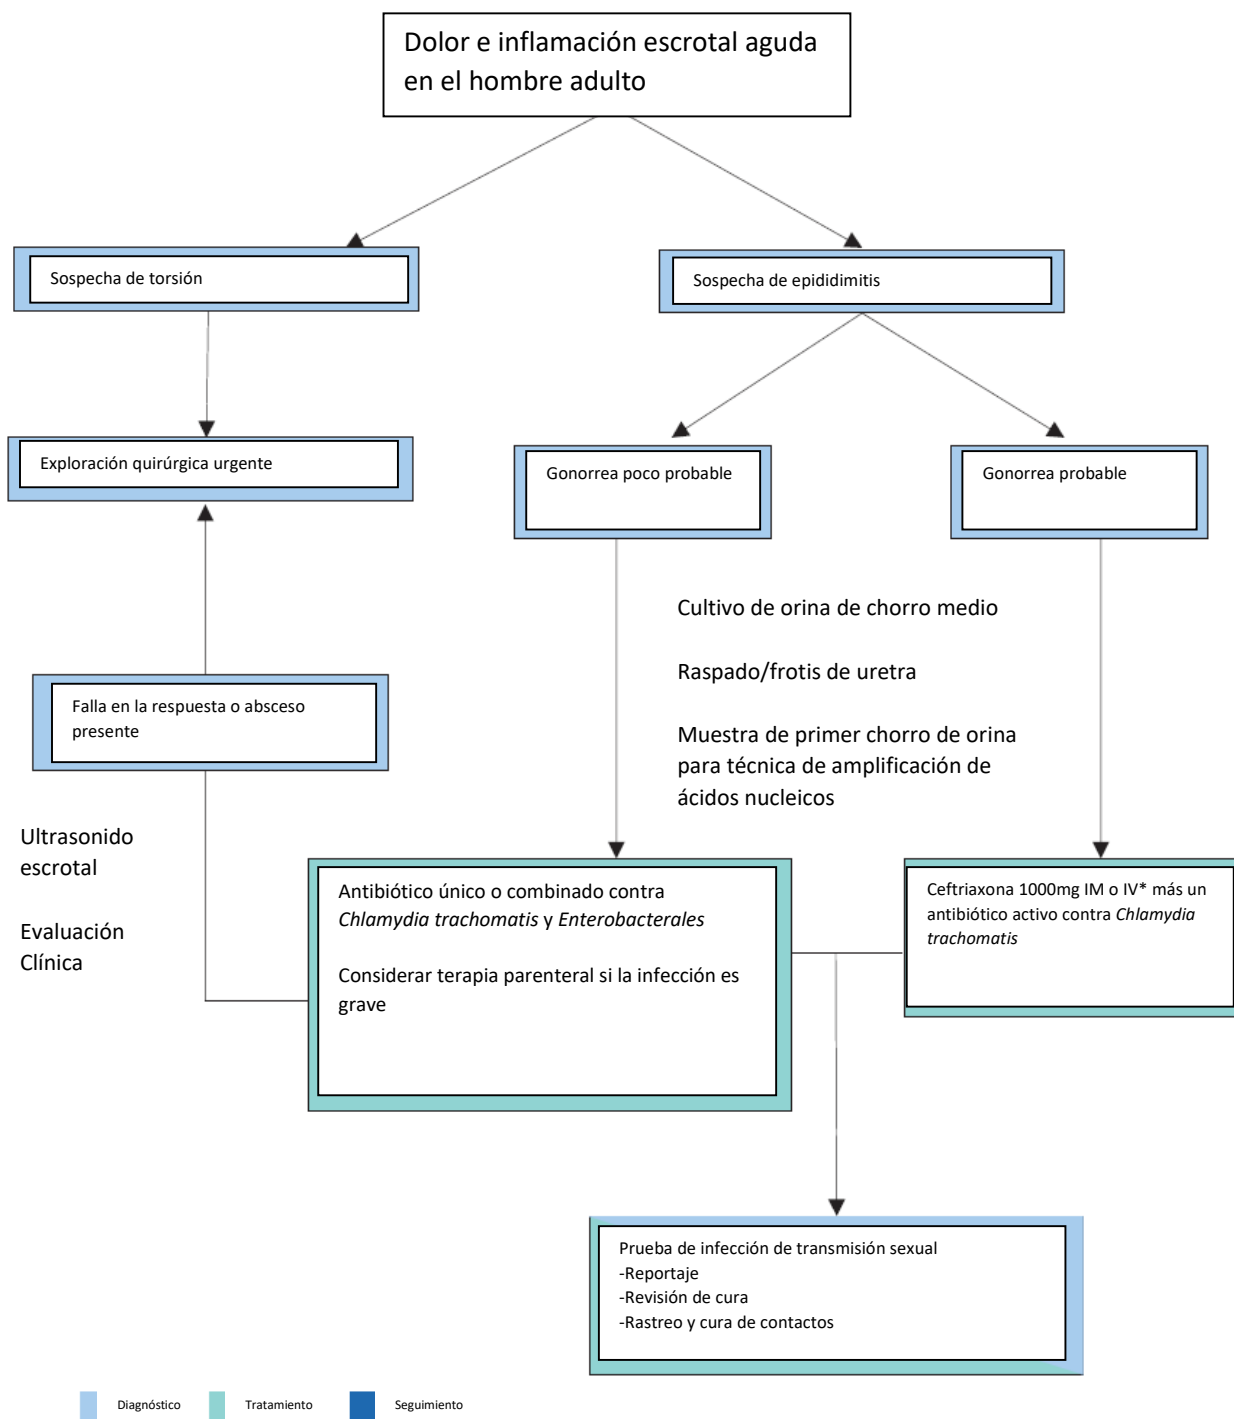 Dolor e inflamación escrotal aguda
en el hombre adulto
Sospecha de torsión
Sospecha de epididimitis
Exploración quirúrgica urgente
Gonorrea poco probable
Gonorrea probable
Cultivo de orina de chorro medio
Raspado/frotis de uretra
Muestra de primer chorro de orina
para técnica de amplificación de
ácidos nucleicos
Falla en la respuesta o absceso
presente
Ultrasonido
escrotal
Evaluación
Clínica
Antibiótico único o combinado contra
Chlamydia trachomatis y Enterobacterales
Considerar terapia parenteral si la infección es
grave
Ceftriaxona 1000mg IM o IV* más un
antibiótico activo contra Chlamydia
trachomatis
Prueba de infección de transmisión sexual
-Reportaje
-Revisión de cura
-Rastreo y cura de contactos
Diagnóstico
Tratamiento
Seguimiento